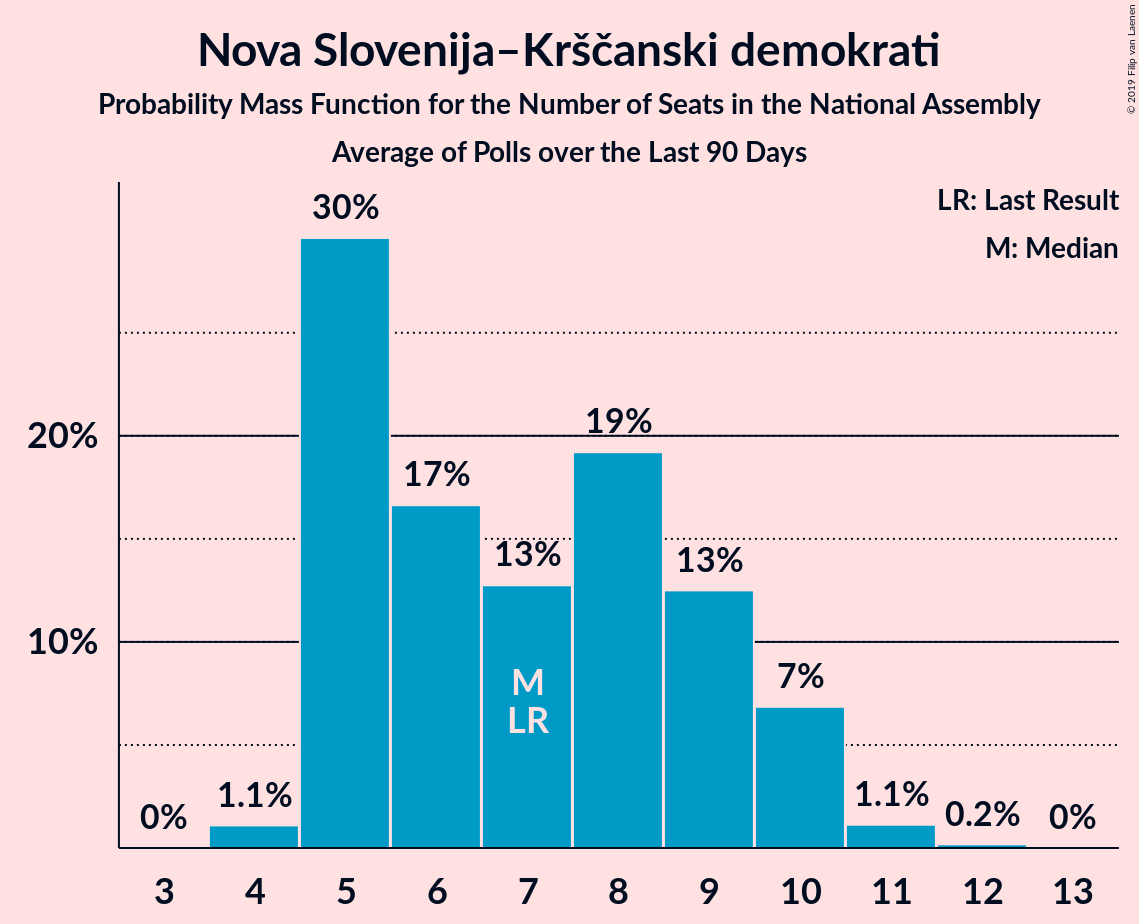 Nova Slovenija–Krščanski demokrati
Probability Mass Function for the Number of Seats in the National Assembly
Average of Polls over the Last 90 Days
© 2019 Filip van Laenen
LR: Last Result
M: Median
30%
20%
19%
17%
13%
13%
10%
7%
M
LR
0%
1.1%
1.1%
0.2%
0%
3 4 5 6 7 8 9 10 11 12 13